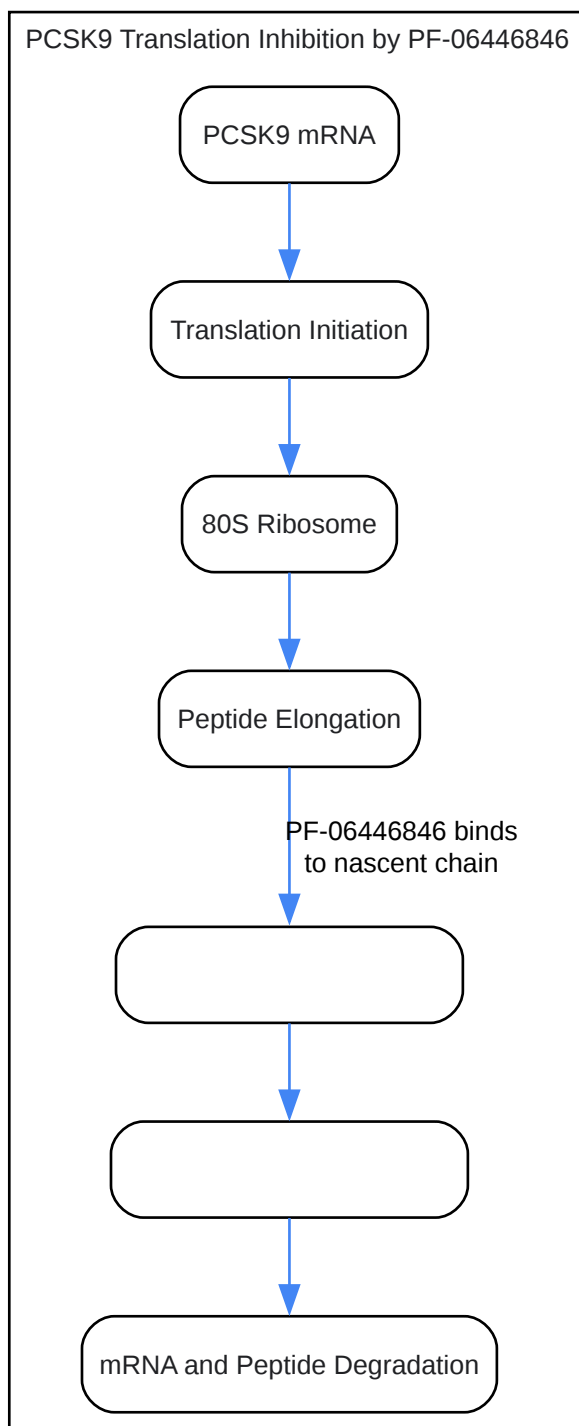 PCSK9 Translation Inhibition by PF-06446846
PCSK9 mRNA
Translation Initiation
80S Ribosome
Peptide Elongation
PF-06446846 binds
to nascent chain
mRNA and Peptide Degradation